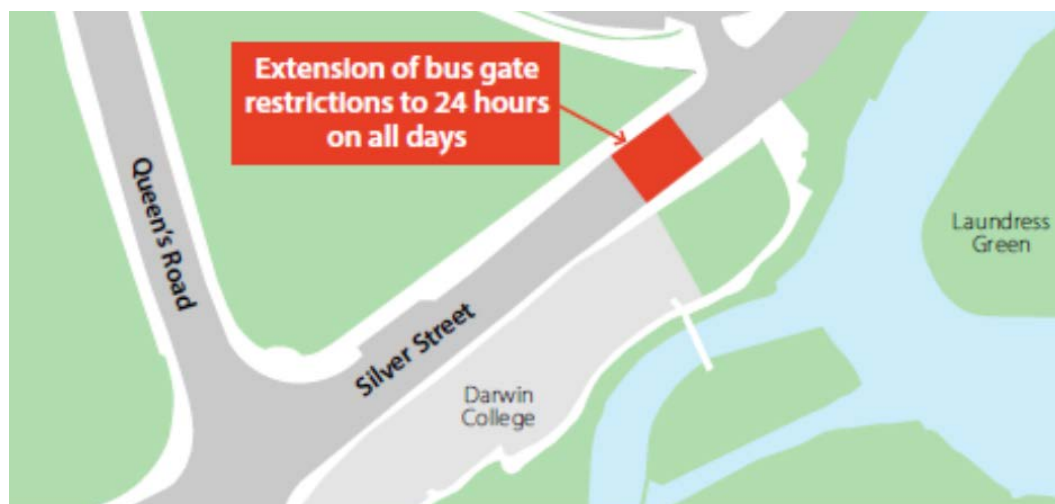 Extension of bus gate
restrictions to 24 hours
on all days
Queen's Road
Silver Street
Darwin
College
Laundress
Green